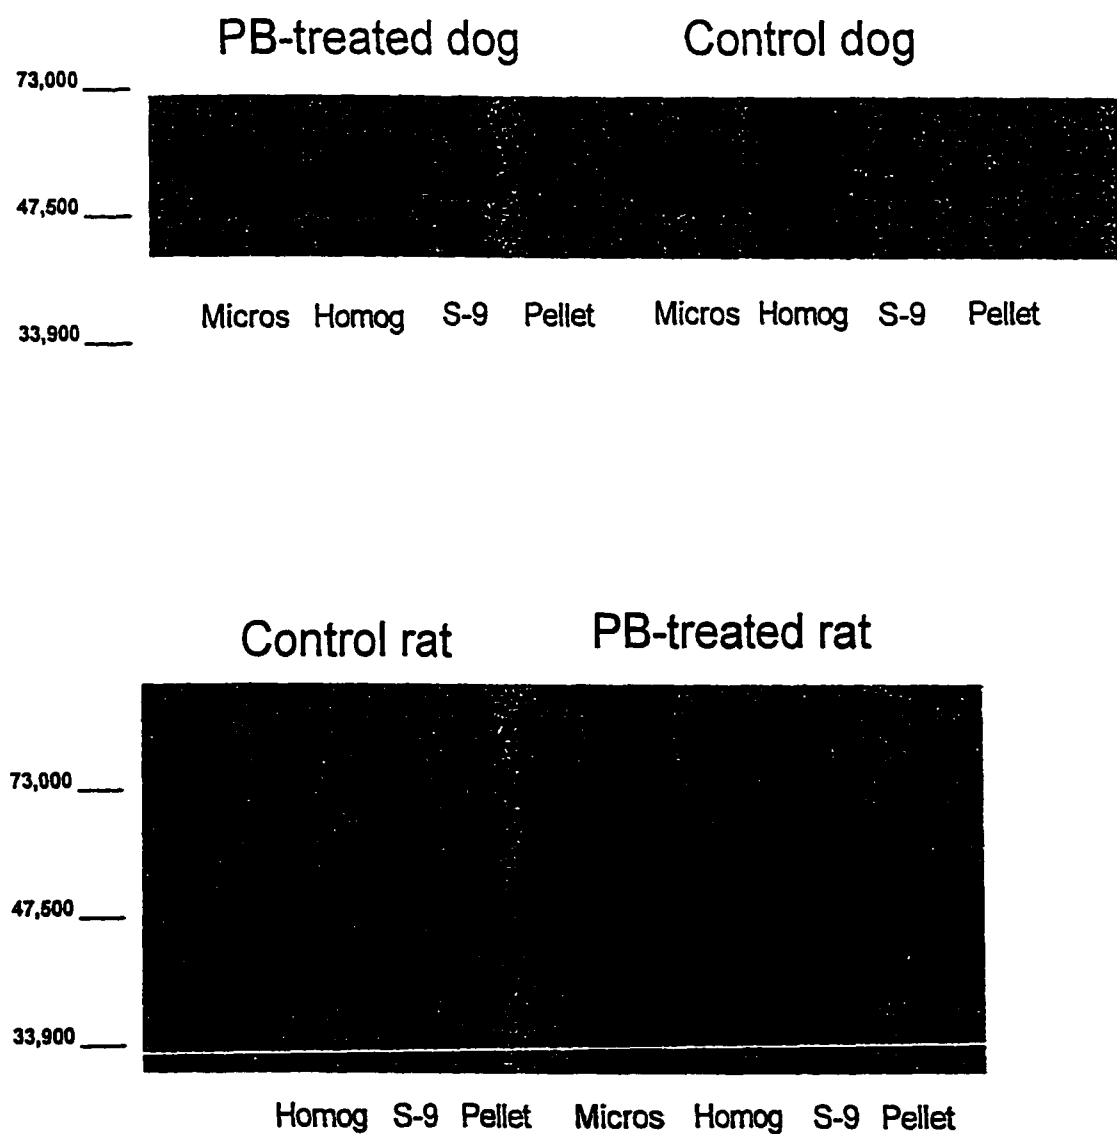 PB-treated dog Control dog
73,000
47,500
Micros Homog S-9 Pellet Micros Homog S-9 Pellet
33,900
Control rat PB-treated rat
73,000
47,500
33,900
Homog S-9 Pellet Micros Homog S-9 Pellet